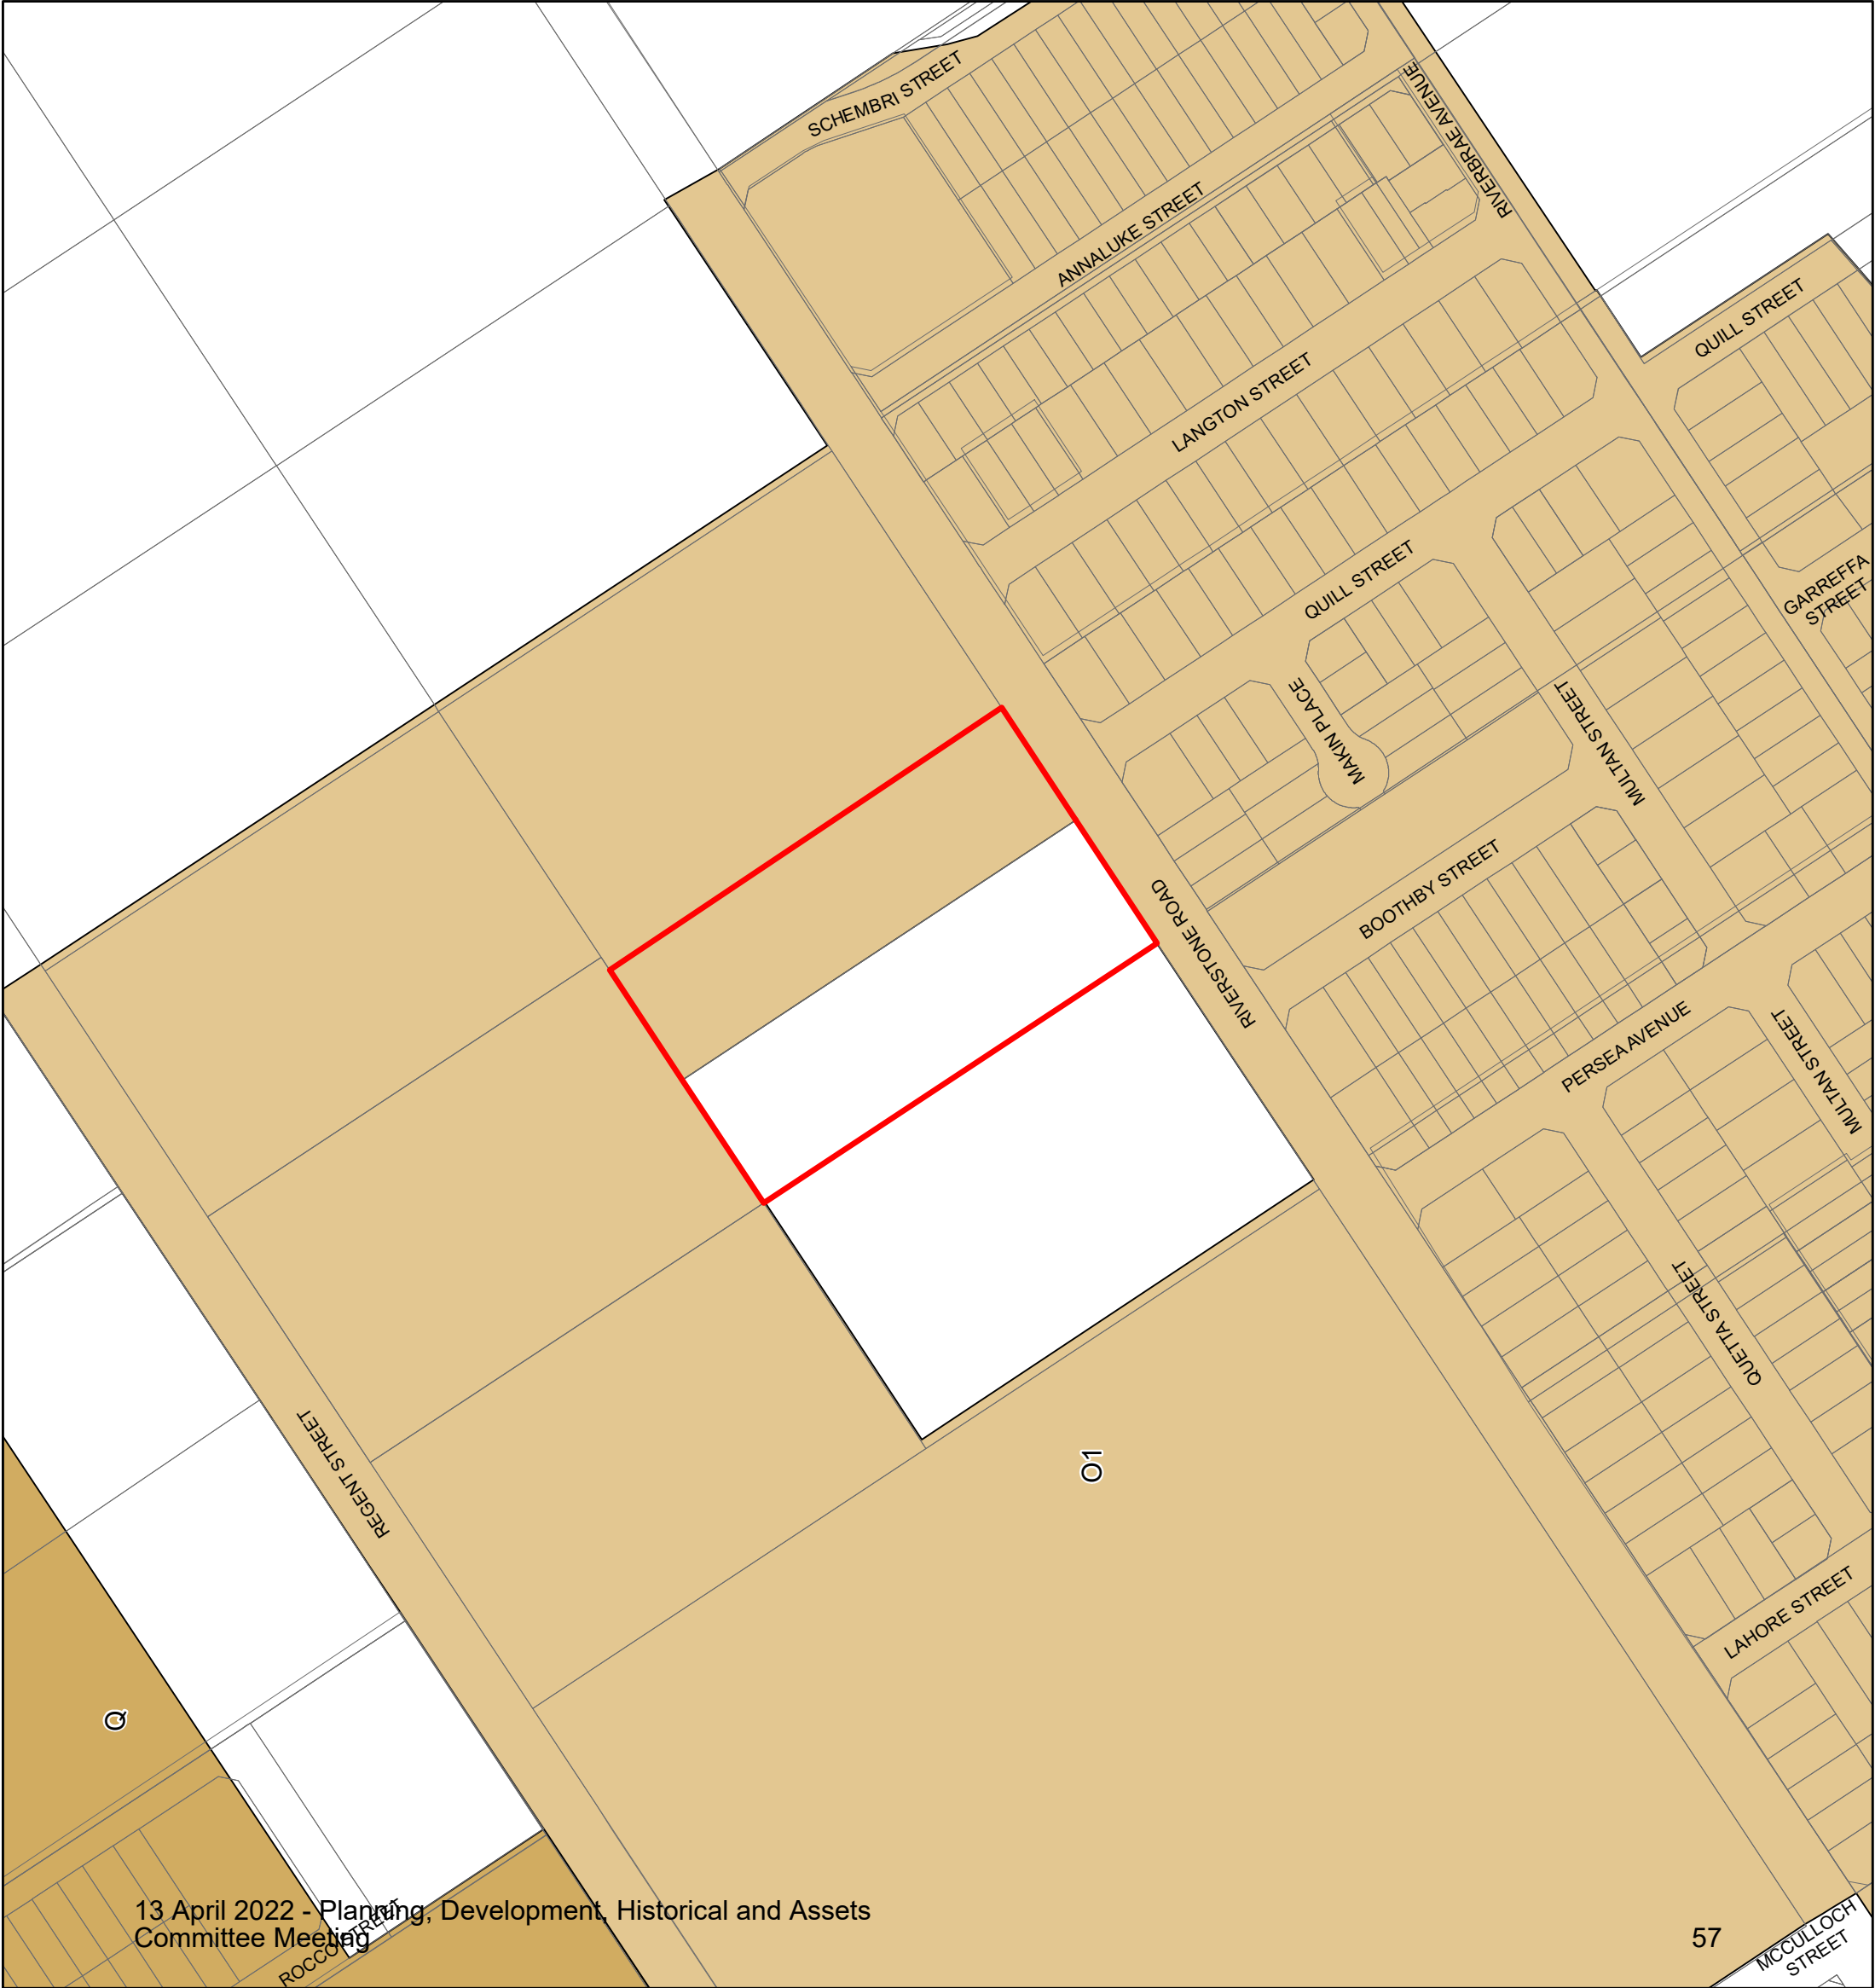 SCHEMBRI STREET
RIVERBRAE AVENUE
ANNALUKE STREET
QUILL STREET
LANGTON STREET
QUILL STREET
GARREFFA
STREET
MAKIN PLACE
MULTAN STREET
BOOTHBY STREET
RIVERSTONE ROAD
PERSEA AVENUE
MULTAN STREET
QUETTA STREET
REGENT STREET
O1
LAHORE STREET
Q
ROCCO STREET
MCCULLOCH
STREET
13 April 2022 - Planning, Development, Historical and Assets
Committee Meeting
57